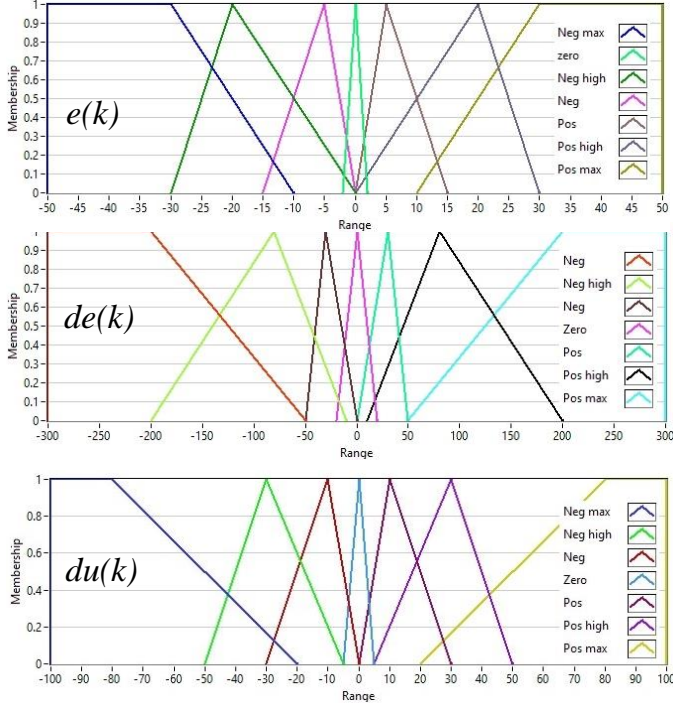 1
0.9
0.8
0.7
0.6
0.5
0.4
0.3
0.2
0.1
0
Membership
e(k)
Neg max
zero
Neg high
Neg
Pos
Pos high
Pos max
-50 -45 -40 -35 -30 -25 -20 -15 -10 -5 0 5 10 15 20 25 30 35 40 45 50
Range
1
0.9
0.8
0.7
0.6
0.5
0.4
0.3
0.2
0.1
0
Membership
de(k)
Neg
Neg high
Neg
Zero
Pos
Pos high
Pos max
-300 -250 -200 -150 -100 -50 0 50 100 150 200 250 300
Range
1
0.8
0.6
0.4
0.2
0
Membership
du(k)
Neg max
Neg high
Neg
Zero
Pos
Pos high
Pos max
-100 -90 -80 -70 -60 -50 -40 -30 -20 -10 0 10 20 30 40 50 60 70 80 90 100
Range